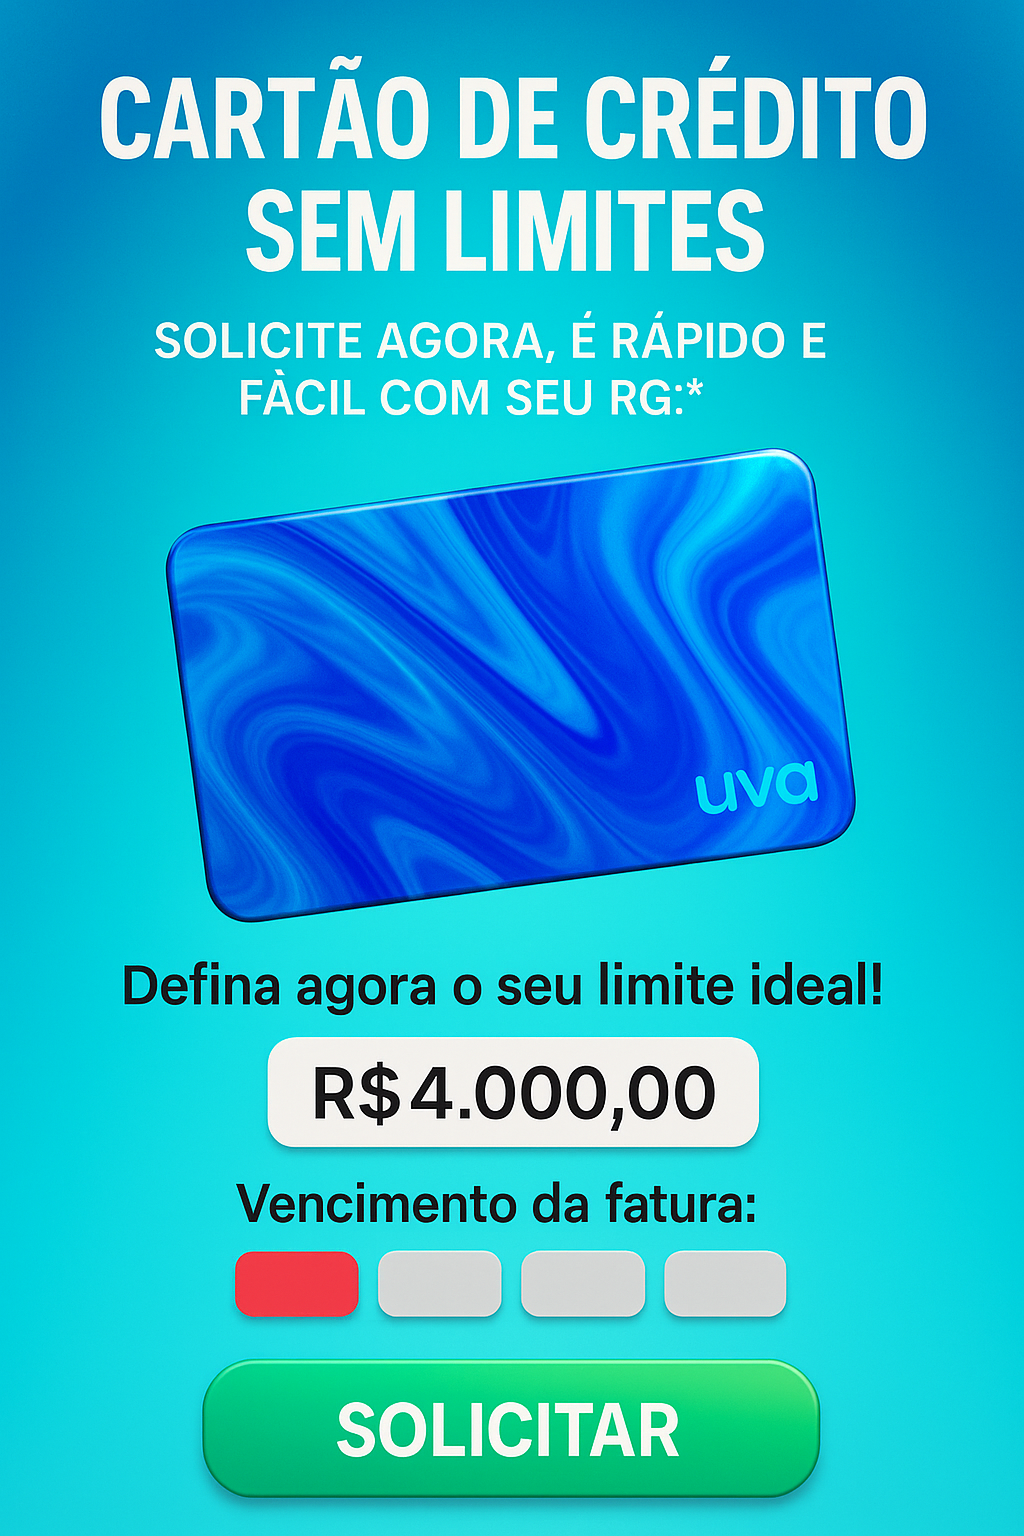 CARTÃO DE CRÉDITO
SEM LIMITES
SOLICITE AGORA, É RÁPIDO E
FÀCIL COM SEU RG:*
uva
Defina agora o seu limite ideal!
R$ 4.000,00
Vencimento da fatura:
SOLICITAR